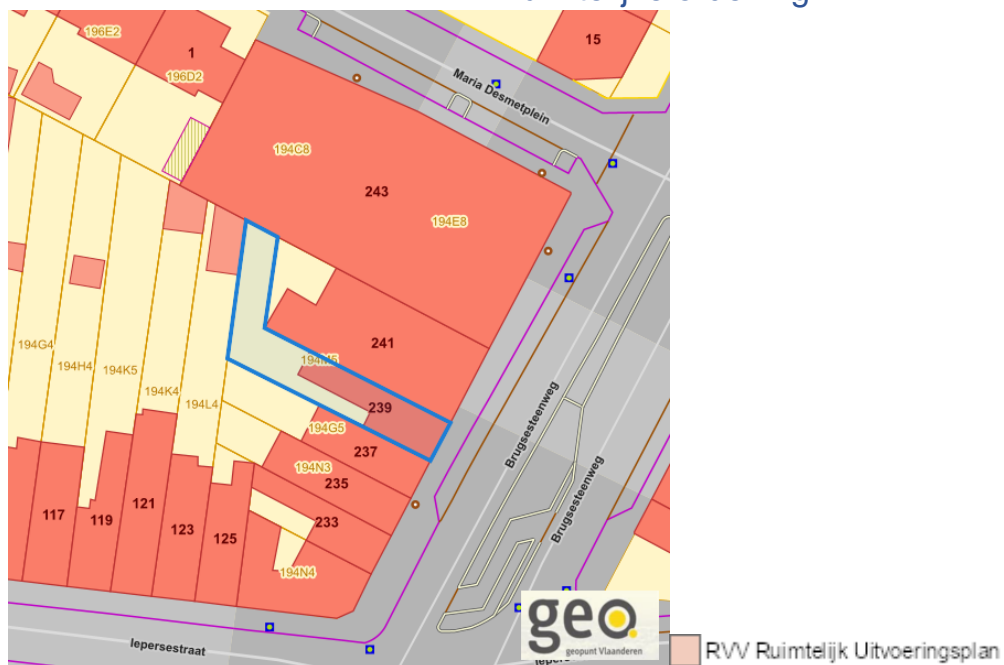 196E2
1
196D2
15
Maria Desmetplein
194C8
243
194E8
241
194G4
194H4
194K5
194K4
194L4
239
194G5
237
194N3
235
233
117
119
121
123
125
194N4
Brugsesteenweg
Brugsesteenweg
Iepersestraat
geo
geopunt Vlaanderen
RVV Ruimtelijk Uitvoeringsplan